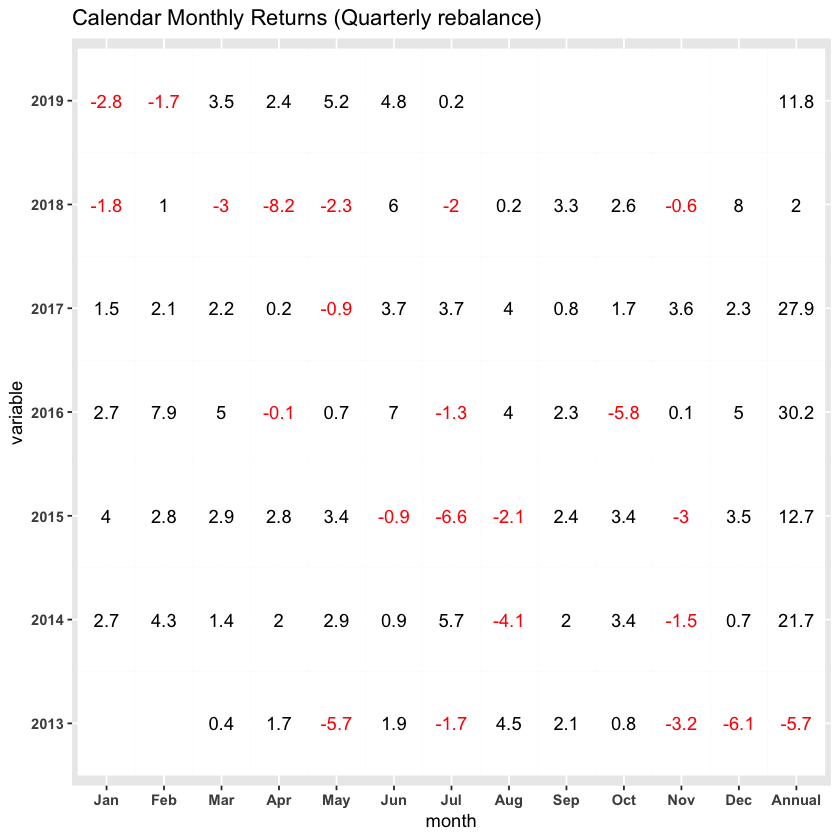 Calendar Monthly Returns (Quarterly rebalance)
2019 -2.8 -1.7 3.5 2.4 5.2 4.8 0.2 11.8
2018 -1.8 1 -3 -8.2 -2.3 6 -2 0.2 3.3 2.6 -0.6 8 2
2017 1.5 2.1 2.2 0.2 -0.9 3.7 3.7 4 0.8 1.7 3.6 2.3 27.9
variable
2016 2.7 7.9 5 -0.1 0.7 7 -1.3 4 2.3 -5.8 0.1 5 30.2
2015 4 2.8 2.9 2.8 3.4 -0.9 -6.6 -2.1 2.4 3.4 -3 3.5 12.7
2014 2.7 4.3 1.4 2 2.9 0.9 5.7 -4.1 2 3.4 -1.5 0.7 21.7
2013 0.4 1.7 -5.7 1.9 -1.7 4.5 2.1 0.8 -3.2 -6.1 -5.7
Jan Feb Mar Apr May Jun Jul Aug Sep Oct Nov Dec Annual
month